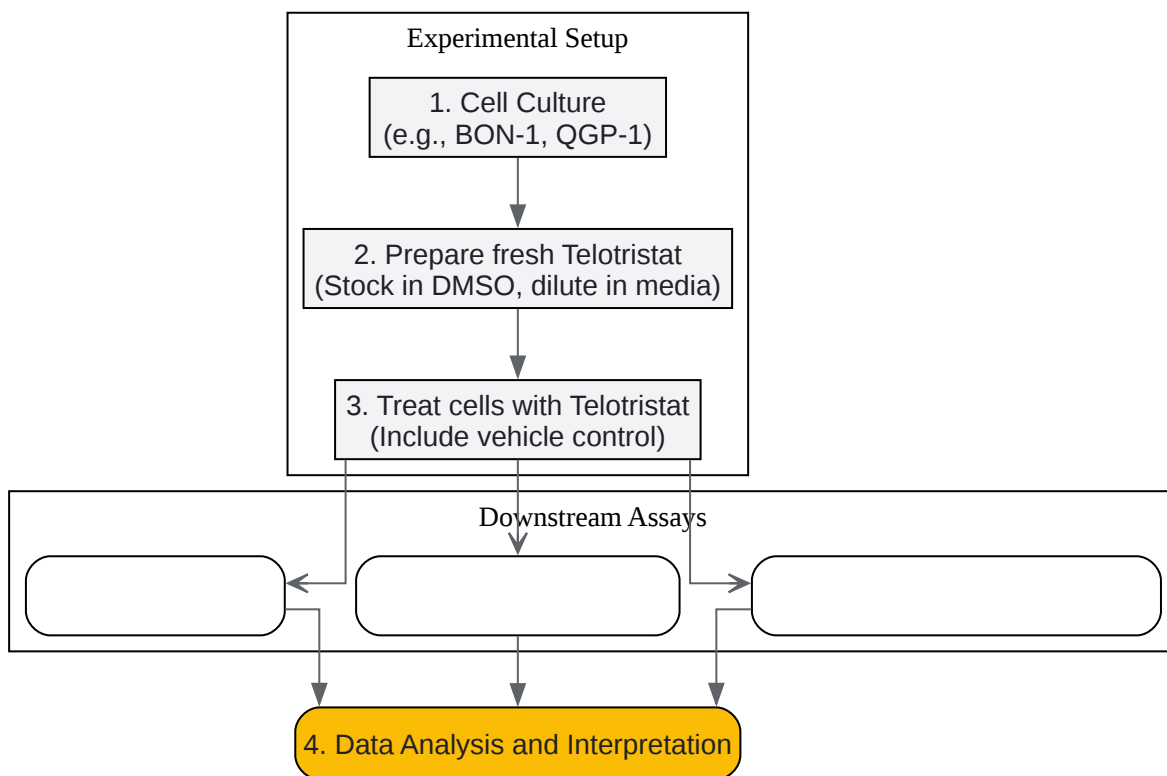 Experimental Setup
1. Cell Culture
(e.g., BON-1, QGP-1)
2. Prepare fresh Telotristat
(Stock in DMSO, dilute in media)
3. Treat cells with Telotristat
(Include vehicle control)
Downstream Assays
4. Data Analysis and Interpretation